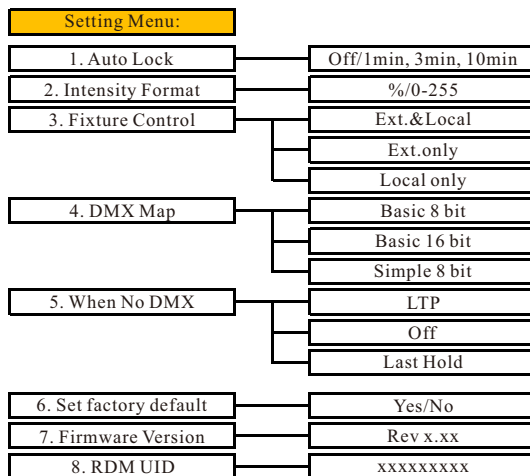 Setting Menu:
1. Auto Lock
Off/1min, 3min, 10min
2. Intensity Format
%/0-255
3. Fixture Control
Ext.&Local
Ext.only
Local only
4. DMX Map
Basic 8 bit
Basic 16 bit
Simple 8 bit
5. When No DMX
LTP
Off
Last Hold
6. Set factory default
Yes/No
7. Firmware Version
Rev x.xx
8. RDM UID
xxxxxxxxx